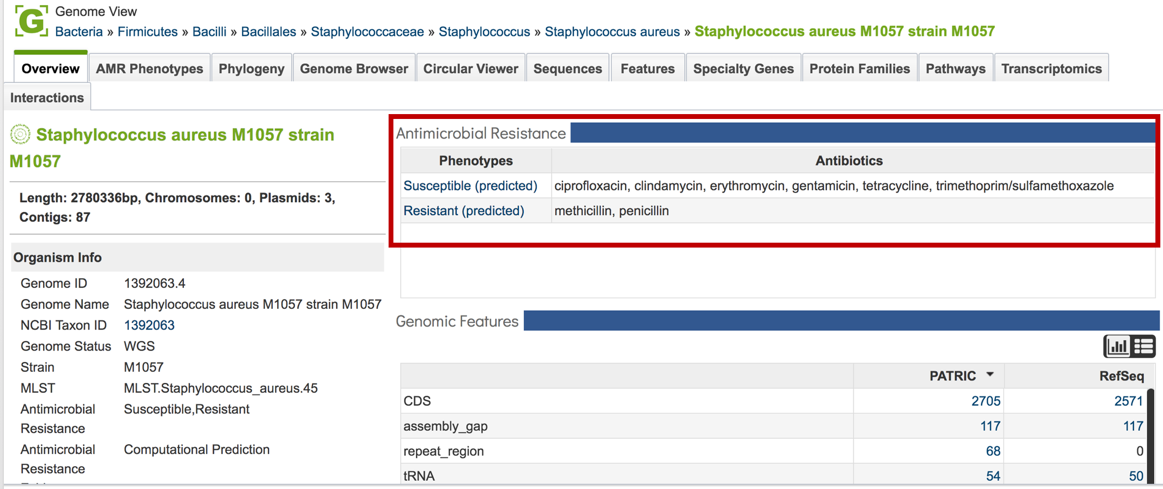 G Genome View
Bacteria » Firmicutes » Bacilli » Bacillales » Staphylococcaceae » Staphylococcus » Staphylococcus aureus » Staphylococcus aureus M1057 strain M1057
Overview AMR Phenotypes Phylogeny Genome Browser Circular Viewer Sequences Features Specialty Genes Protein Families Pathways Transcriptomics
Interactions
Staphylococcus aureus M1057 strain
M1057
Length: 2780336bp, Chromosomes: 0, Plasmids: 3,
Contigs: 87
Organism Info
Genome ID 1392063.4
Genome Name Staphylococcus aureus M1057 strain M1057
NCBI Taxon ID 1392063
Genome Status WGS
Strain M1057
MLST MLST.Staphylococcus_aureus.45
Antimicrobial Susceptible,Resistant
Resistance
Antimicrobial Computational Prediction
Resistance
Antimicrobial Resistance
Phenotypes Antibiotics
Susceptible (predicted) ciprofloxacin, clindamycin, erythromycin, gentamicin, tetracycline, trimethoprim/sulfamethoxazole
Resistant (predicted) methicillin, penicillin
Genomic Features
PATRIC RefSeq
CDS 2705 2571
assembly_gap 117 117
repeat_region 68 0
tRNA 54 50